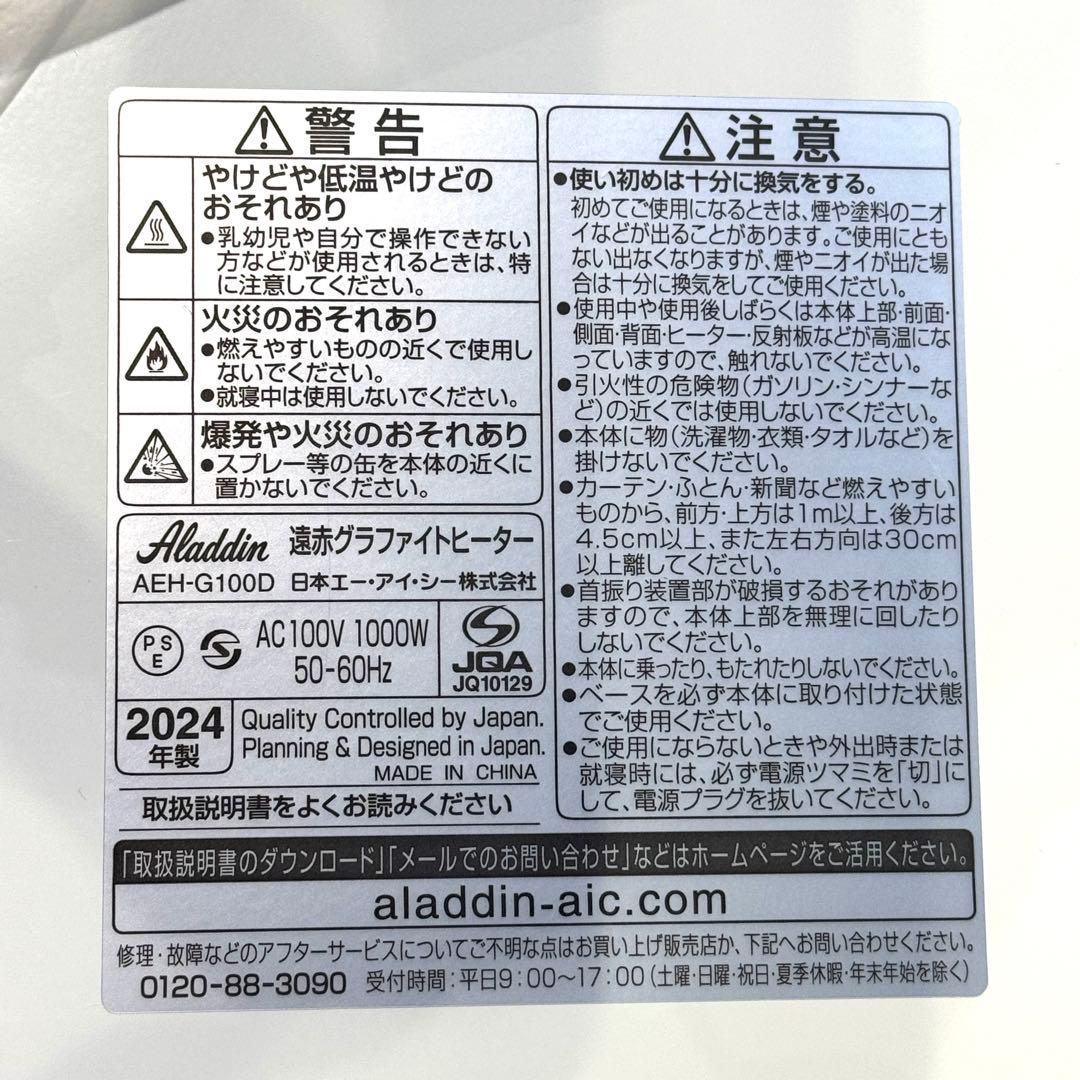 警告
やけどや低温やけどの
おそれあり
●乳幼児や自分で操作できない
方などが使用されるときは、特
に注意してください。
火災のおそれあり
●燃えやすいものの近くで使用し
ないでください。
●就寝中は使用しないでください。
爆発や火災のおそれあり
●スプレー等の缶を本体の近くに
置かないでください。
Aladdin 遠赤グラファイトヒーター
AEH-G100D 日本エー・アイ・シー株式会社
PSE
AC100V 1000W
50-60Hz
JQA
JQ10129
2024
年製
Quality Controlled by Japan.
Planning & Designed in Japan.
MADE IN CHINA
取扱説明書をよくお読みください
注意
●使い初めは十分に換気をする。
初めてご使用になるときは、煙や塗料のニオ
イなどが出ることがあります。ご使用にとも
ない出なくなりますが、煙やニオイが出た場
合は十分に換気をしてご使用ください。
●使用中や使用後しばらくは本体上部・前面・
側面・背面・ヒーター・反射板などが高温にな
っていますので、触れないでください。
●引火性の危険物(ガソリン・シンナーな
ど)の近くでは使用しないでください。
●本体に物(洗濯物・衣類・タオルなど)を
掛けないでください。
●カーテン・ふとん・新聞など燃えやすい
ものから、前方・上方は1m以上、後方は
4.5cm以上、また左右方向は30cm
以上離してください。
●首振り装置部が破損するおそれがあり
ますので、本体上部を無理に回したり
しないでください。
●本体に乗ったり、もたれたりしないでください。
●ベースを必ず本体に取り付けた状態
でご使用ください。
●ご使用にならないときや外出時または
就寝時には、必ず電源ツマミを「切」に
して、電源プラグを抜いてください。
「取扱説明書のダウンロード」「メールでのお問い合わせ」などはホームページをご活用ください。
aladdin-aic.com
修理・故障などのアフターサービスについてご不明な点はお買い上げ販売店か、下記へお問い合わせください。
0120-88-3090 受付時間:平日9:00〜17:00(土曜・日曜・祝日・夏季休暇・年末年始を除く)